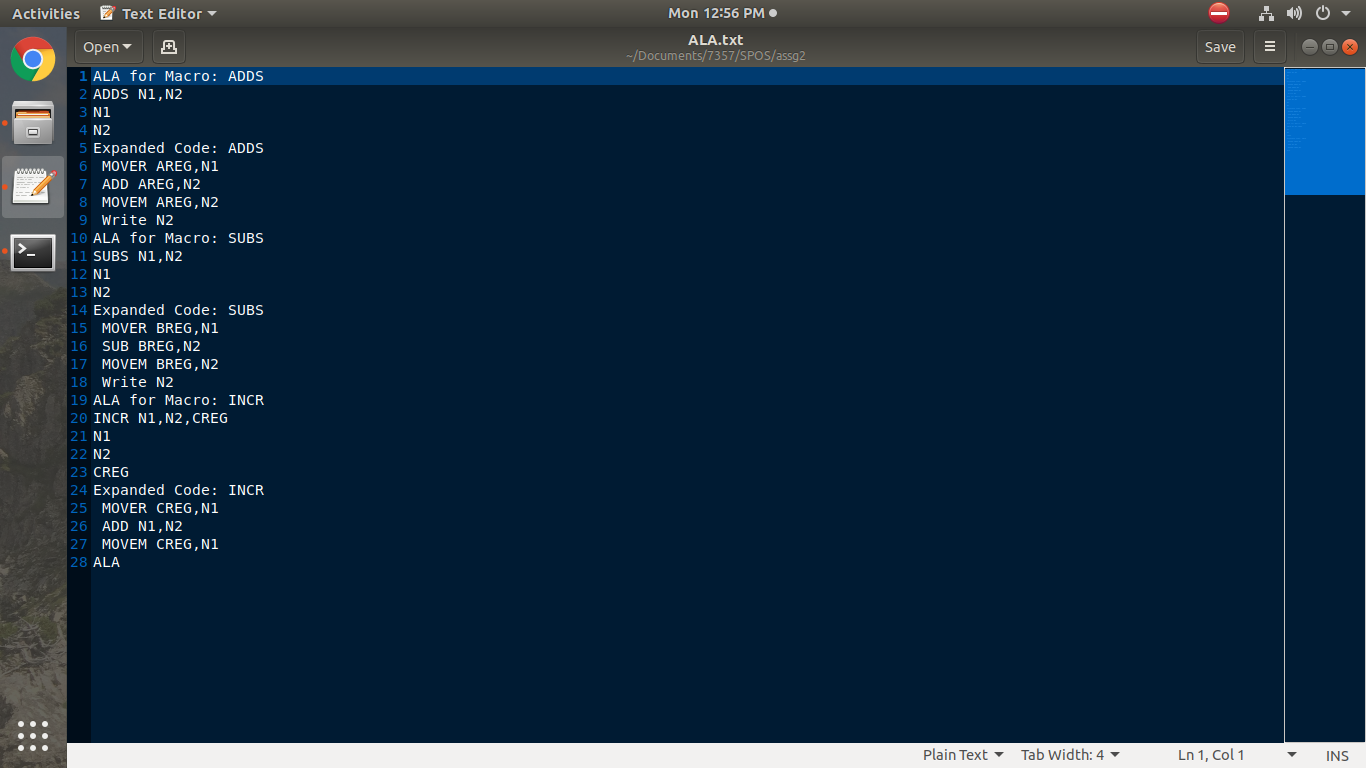 Activities Text Editor Mon 12:56 PM
Open ALA.txt Save
~/Documents/7357/SPOS/assg2
1 ALA for Macro: ADDS
2 ADDS N1,N2
3 N1
4 N2
5 Expanded Code: ADDS
6 MOVER AREG,N1
7 ADD AREG,N2
8 MOVEM AREG,N2
9 Write N2
10 ALA for Macro: SUBS
11 SUBS N1,N2
12 N1
13 N2
14 Expanded Code: SUBS
15 MOVER BREG,N1
16 SUB BREG,N2
17 MOVEM BREG,N2
18 Write N2
19 ALA for Macro: INCR
20 INCR N1,N2,CREG
21 N1
22 N2
23 CREG
24 Expanded Code: INCR
25 MOVER CREG,N1
26 ADD N1,N2
27 MOVEM CREG,N1
28 ALA
Plain Text Tab Width: 4 Ln 1, Col 1 INS